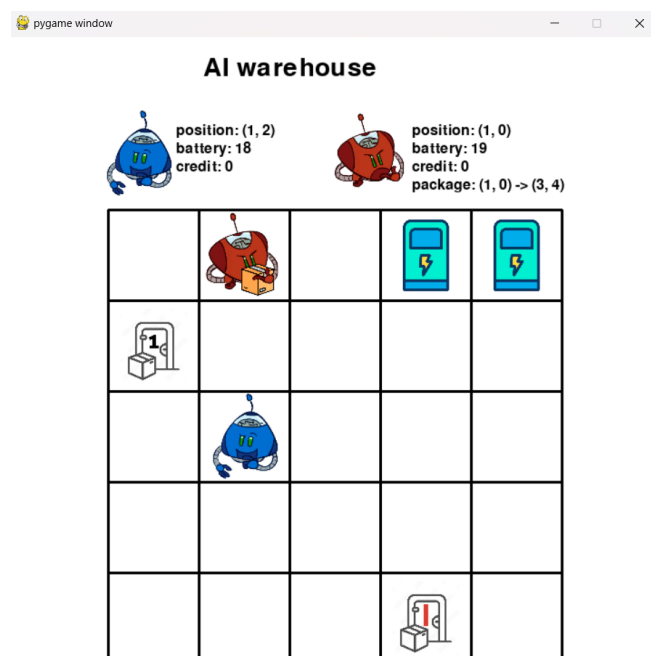 pygame window
AI warehouse
position: (1, 2)
battery: 18
credit: 0
position: (1, 0)
battery: 19
credit: 0
package: (1, 0) -> (3, 4)
1